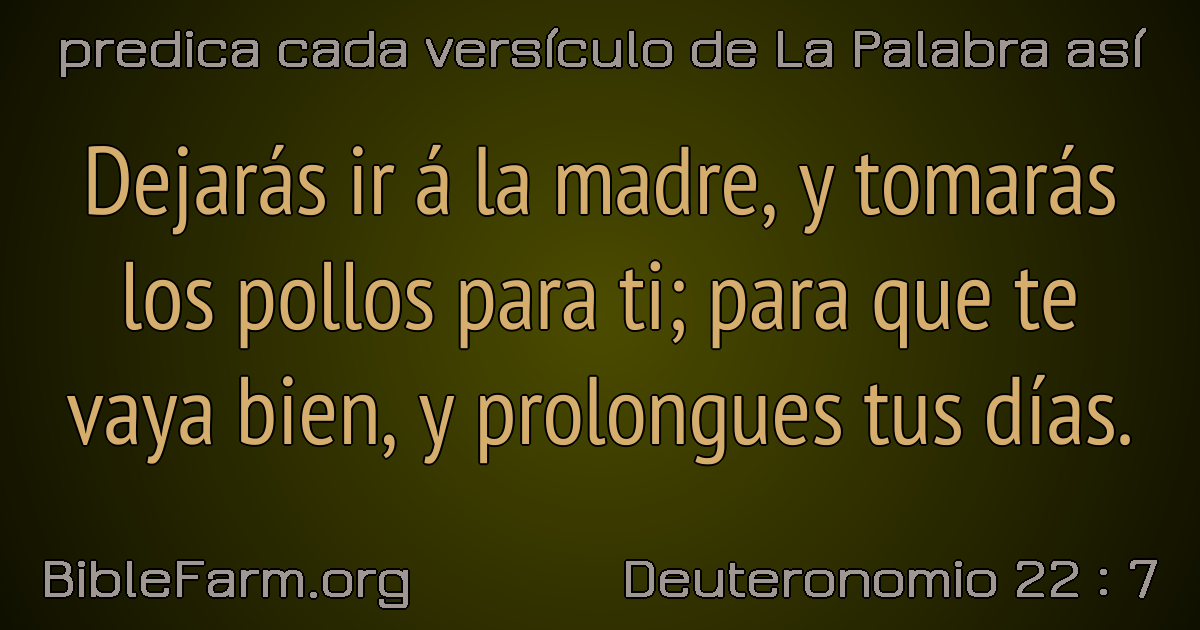 predica cada versículo de La Palabra así
Dejarás ir á la madre, y tomarás
los pollos para ti; para que te
vaya bien, y prolongues tus días.
BibleFarm.org
Deuteronomio 22 : 7